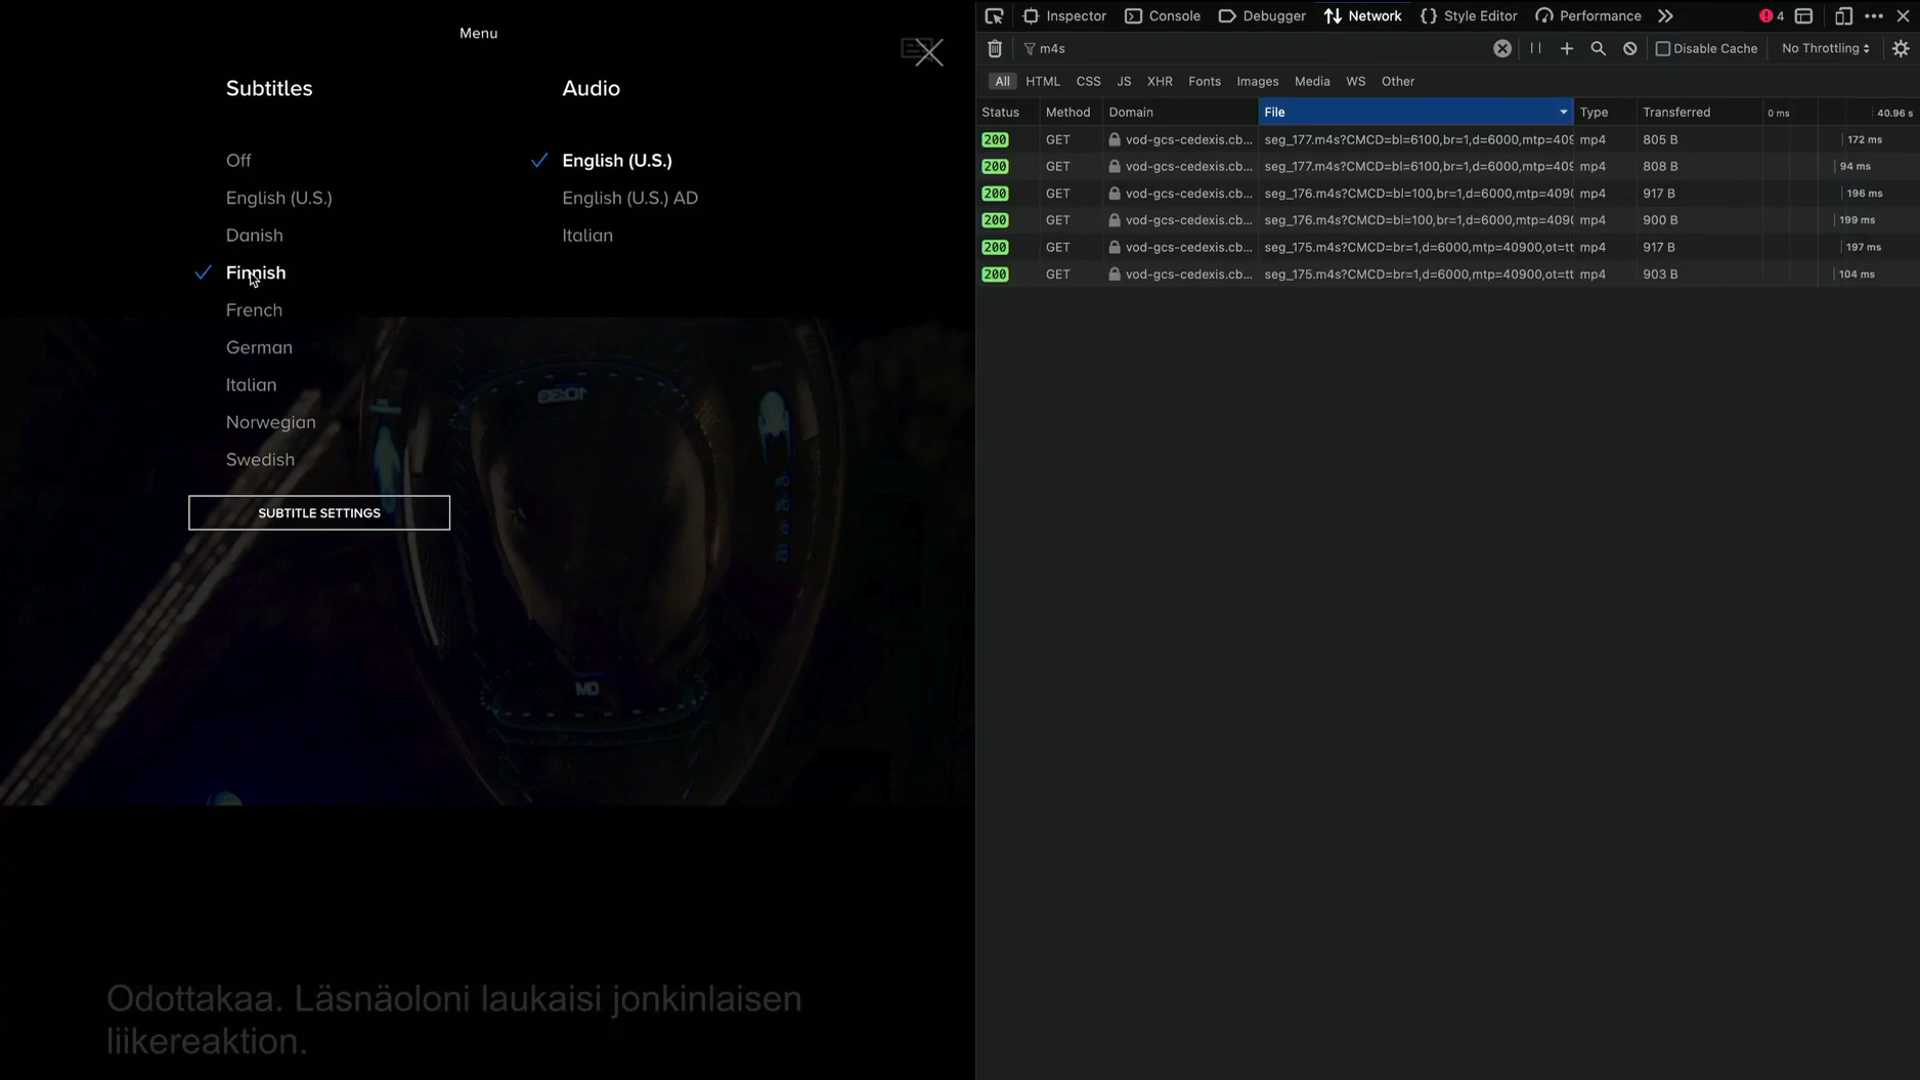 Menu
Subtitles
Audio
Off
English (U.S.)
Danish
Finnish
French
German
Italian
Norwegian
Swedish
SUBTITLE SETTINGS
English (U.S.)
English (U.S.) AD
Italian
Odottakaa. Läsnäoloni laukaisi jonkinlaisen
liikereaktion.
Inspector Console Debugger Network {} Style Editor Performance 4
m4s Disable Cache No Throttling
All HTML CSS JS XHR Fonts Images Media WS Other
Status Method Domain File Type Transferred 0 ms 40.96 s
200 GET vod-gcs-cedexis.cb... seg_177.m4s?CMCD=bl=6100,br=1,d=6000,mtp=409 mp4 805 B 172 ms
200 GET vod-gcs-cedexis.cb... seg_177.m4s?CMCD=bl=6100,br=1,d=6000,mtp=409 mp4 808 B 94 ms
200 GET vod-gcs-cedexis.cb... seg_176.m4s?CMCD=bl=100,br=1,d=6000,mtp=4090 mp4 917 B 196 ms
200 GET vod-gcs-cedexis.cb... seg_176.m4s?CMCD=bl=100,br=1,d=6000,mtp=4090 mp4 900 B 199 ms
200 GET vod-gcs-cedexis.cb... seg_175.m4s?CMCD=br=1,d=6000,mtp=40900,ot=tt mp4 917 B 197 ms
200 GET vod-gcs-cedexis.cb... seg_175.m4s?CMCD=br=1,d=6000,mtp=40900,ot=tt mp4 903 B 104 ms